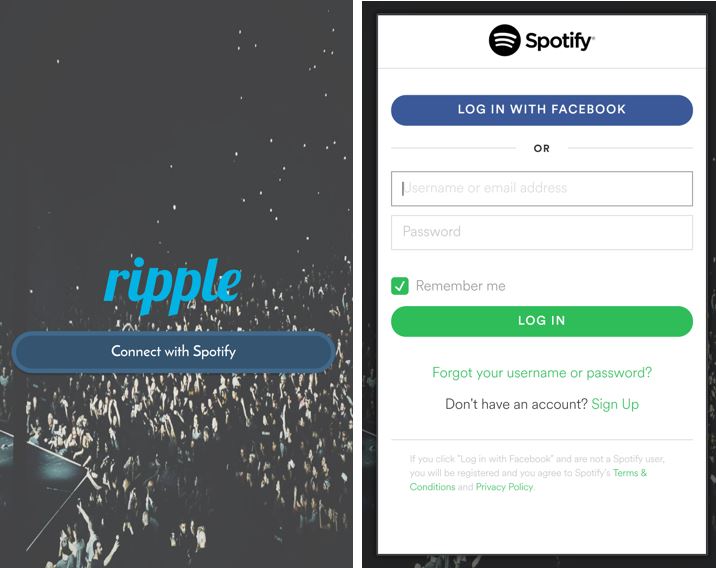 ripple
Connect with Spotify
Spotify®
LOG IN WITH FACEBOOK
OR
Username or email address
Password
Remember me
LOG IN
Forgot your username or password?
Don't have an account? Sign Up
If you click "Log in with Facebook" and are not a Spotify user,
you will be registered and you agree to Spotify's Terms &
Conditions and Privacy Policy.